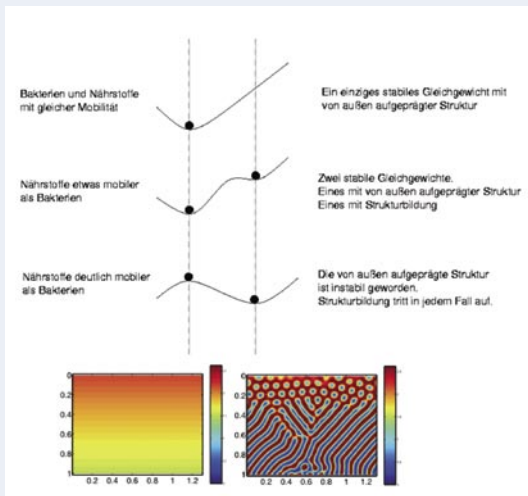 Bakterien und Nährstoffe
mit gleicher Mobilität
Ein einziges stabiles Gleichgewicht mit
von außen aufgeprägter Struktur
Nährstoffe etwas mobiler
als Bakterien
Zwei stabile Gleichgewichte.
Eines mit von außen aufgeprägter Struktur
Eines mit Strukturbildung
Nährstoffe deutlich mobiler
als Bakterien
Die von außen aufgeprägte Struktur
ist instabil geworden.
Strukturbildung tritt in jedem Fall auf.
0
0.2
0.4
0.6
0.8
1
0.2 0.4 0.6 0.8 1 1.2
0
0.2
0.4
0.6
0.8
1
0.2 0.4 0.6 0.8 1 1.2